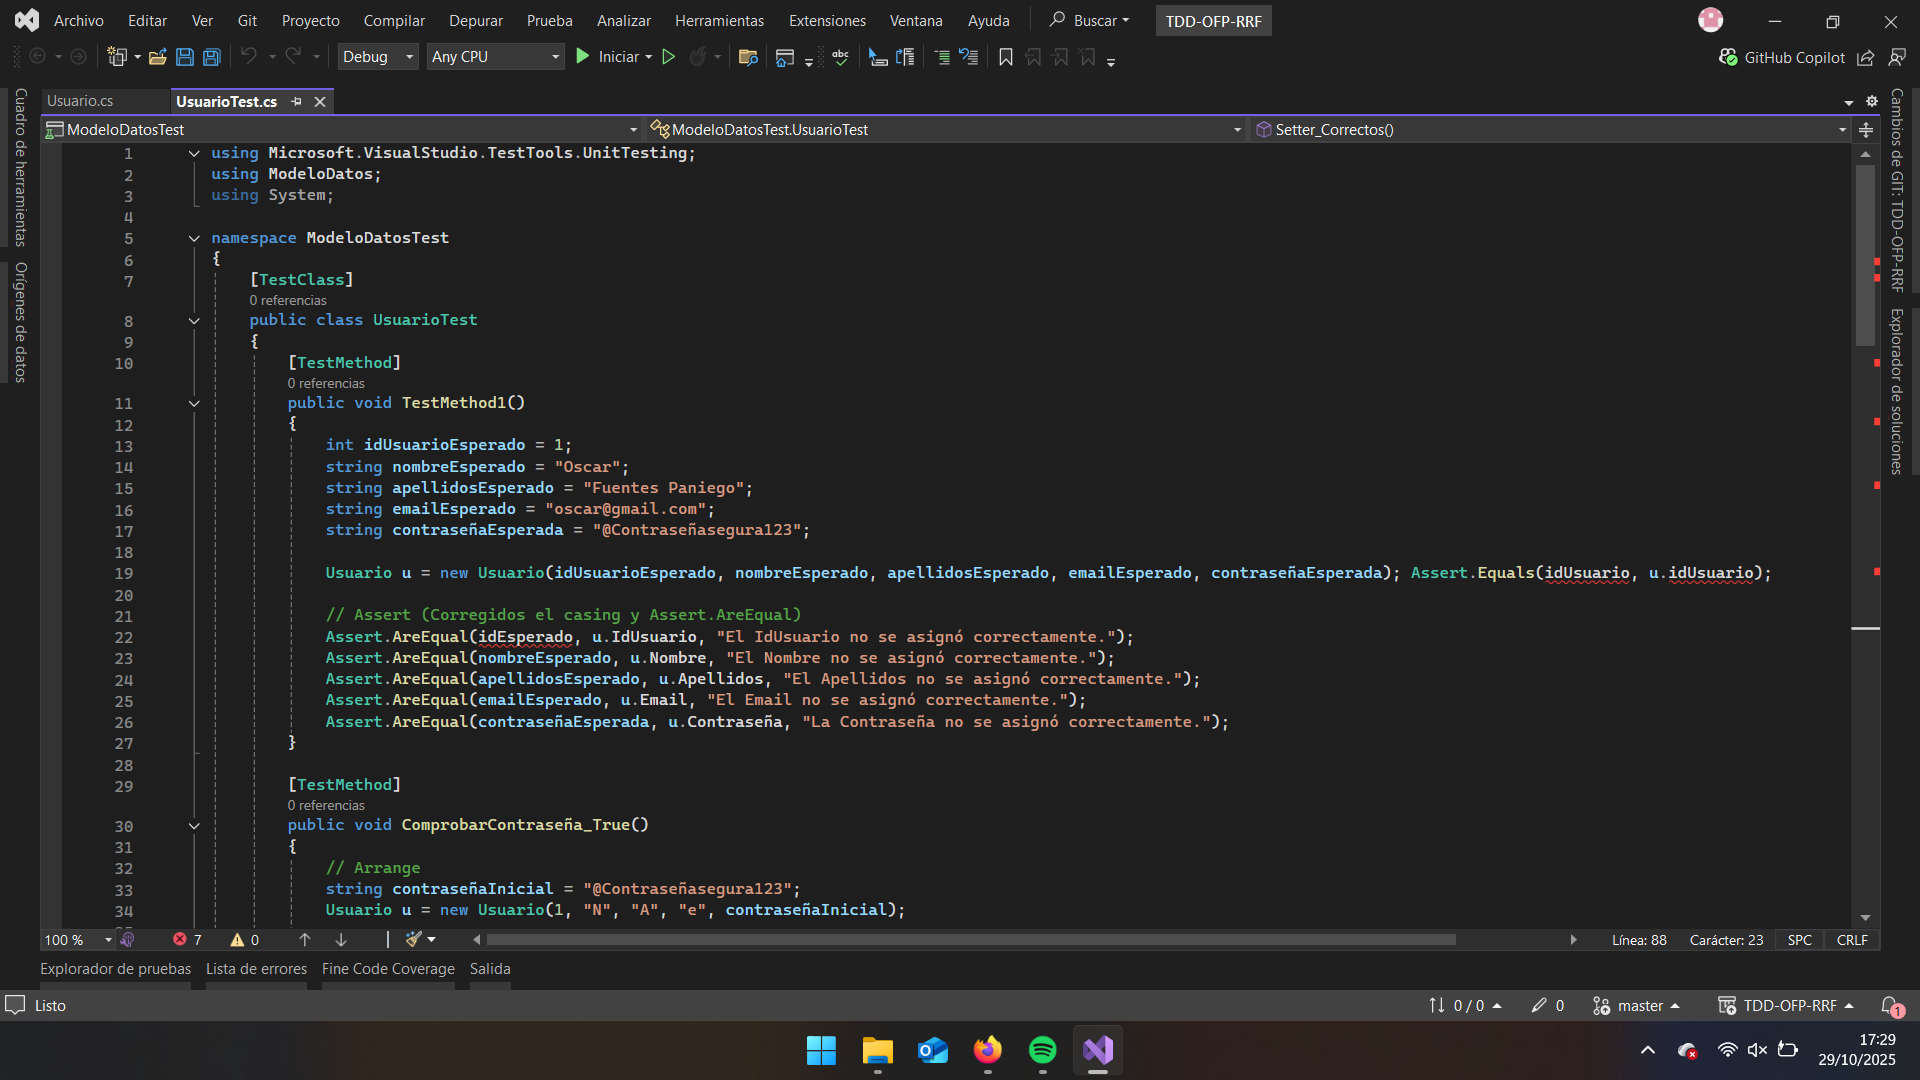 Archivo Editar Ver Git Proyecto Compilar Depurar Prueba Analizar Herramientas Extensiones Ventana Ayuda Buscar TDD-OFP-RRF
Debug Any CPU Iniciar abc GitHub Copilot
Cuadro de herramientas
Orígenes de datos
Usuario.cs UsuarioTest.cs
ModeloDatosTest ModeloDatosTest.UsuarioTest Setter_Correctos()
1 using Microsoft.VisualStudio.TestTools.UnitTesting;
2 using ModeloDatos;
3 using System;
4
5 namespace ModeloDatosTest
6 {
7 [TestClass]
0 referencias
8 public class UsuarioTest
9 {
10 [TestMethod]
0 referencias
11 public void TestMethod1()
12 {
13 int idUsuarioEsperado = 1;
14 string nombreEsperado = "Oscar";
15 string apellidosEsperado = "Fuentes Paniego";
16 string emailEsperado = "oscar@gmail.com";
17 string contraseñaEsperada = "@Contraseñasegura123";
18
19 Usuario u = new Usuario(idUsuarioEsperado, nombreEsperado, apellidosEsperado, emailEsperado, contraseñaEsperada); Assert.Equals(idUsuario, u.idUsuario);
20
21 // Assert (Corregidos el casing y Assert.AreEqual)
22 Assert.AreEqual(idEsperado, u.IdUsuario, "El IdUsuario no se asignó correctamente.");
23 Assert.AreEqual(nombreEsperado, u.Nombre, "El Nombre no se asignó correctamente.");
24 Assert.AreEqual(apellidosEsperado, u.Apellidos, "El Apellidos no se asignó correctamente.");
25 Assert.AreEqual(emailEsperado, u.Email, "El Email no se asignó correctamente.");
26 Assert.AreEqual(contraseñaEsperada, u.Contraseña, "La Contraseña no se asignó correctamente.");
27 }
28
29 [TestMethod]
0 referencias
30 public void ComprobarContraseña_True()
31 {
32 // Arrange
33 string contraseñaInicial = "@Contraseñasegura123";
34 Usuario u = new Usuario(1, "N", "A", "e", contraseñaInicial);
Cambios de GIT: TDD-OFP-RRF
Explorador de soluciones
100 % 7 0 Línea: 88 Carácter: 23 SPC CRLF
Explorador de pruebas Lista de errores Fine Code Coverage Salida
Listo 0 / 0 0 master TDD-OFP-RRF 1
17:29
29/10/2025